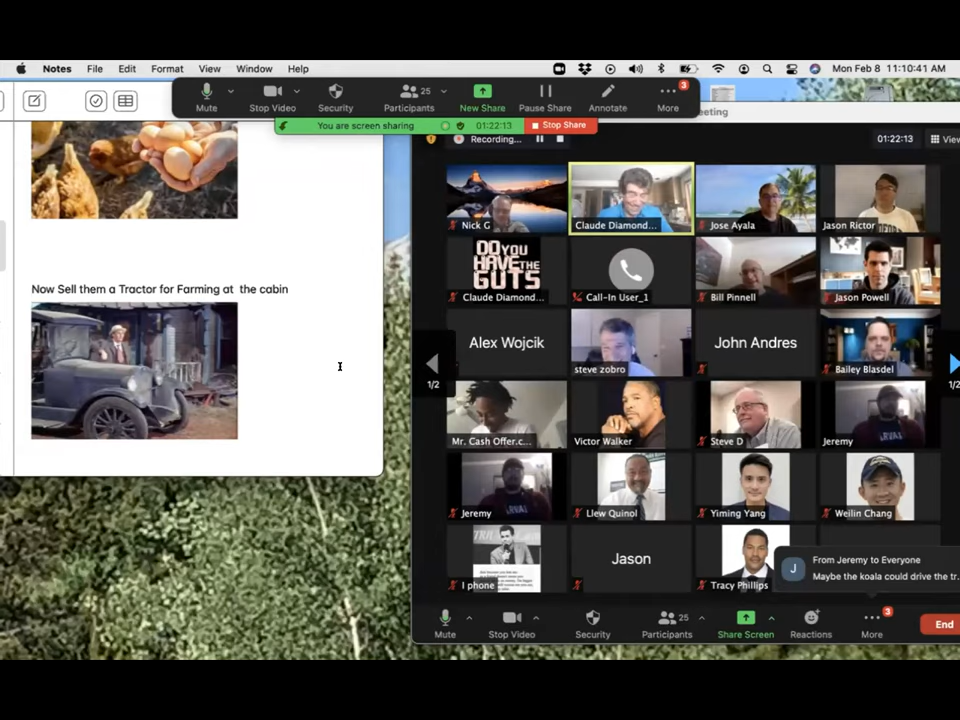 Notes File Edit Format View Window Help Mon Feb 8 11:10:41 AM
Mute Stop Video Security Participants 25 New Share Pause Share Annotate More 3
You are screen sharing 01:22:13 Stop Share
eeting
Recording... 01:22:13 View
Nick G Claude Diamond... Jose Ayala Jason Rictor
DO YOU
HAVE THE
GUTS
Claude Diamond... Call-In User_1 Bill Pinnell Jason Powell
Now Sell them a Tractor for Farming at the cabin
Alex Wojcik steve zobro John Andres Bailey Blasdel
1/2 1/2
Mr. Cash Offer.c... Victor Walker Steve D Jeremy
Jeremy Llew Quinol Yiming Yang Weilin Chang
I phone Jason Tracy Phillips
J From Jeremy to Everyone
Maybe the koala could drive the tr...
Mute Stop Video Security Participants 25 Share Screen Reactions More 3 End